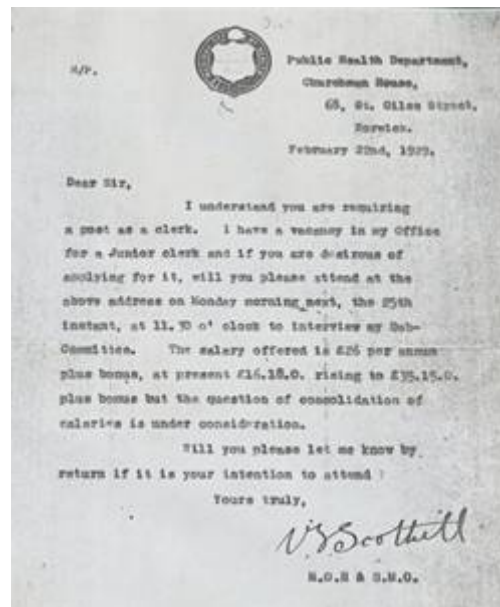 M/P.
Public Health Department,
Churchman House,
68, St. Giles Street,
Norwich.
February 22nd, 1929.
Dear Sir,
I understand you are requiring
a post as a clerk. I have a vacancy in my Office
for a Junior clerk and if you are desirous of
applying for it, will you please attend at the
above address on Monday morning next, the 25th
instant, at 11.30 o' clock to interview my Sub-
Committee. The salary offered is £26 per annum
plus bonus, at present £16.18.0. rising to £35.15.0.
plus bonus but the question of consolidation of
salaries is under consideration.
Will you please let me know by
return if it is your intention to attend
Yours truly,
M.O.H & S.M.O.